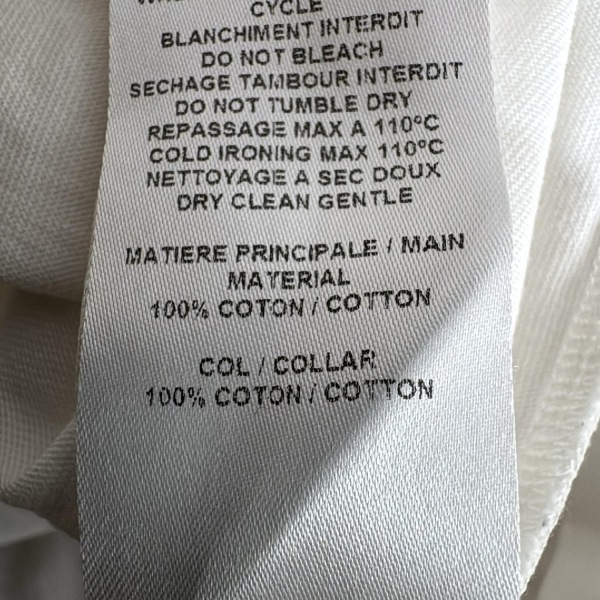 CYCLE
BLANCHIMENT INTERDIT
DO NOT BLEACH
SECHAGE TAMBOUR INTERDIT
DO NOT TUMBLE DRY
REPASSAGE MAX A 110°C
COLD IRONING MAX 110°C
NETTOYAGE A SEC DOUX
DRY CLEAN GENTLE
MATIERE PRINCIPALE / MAIN
MATERIAL
100% COTON / COTTON
COL / COLLAR
100% COTON / COTTON